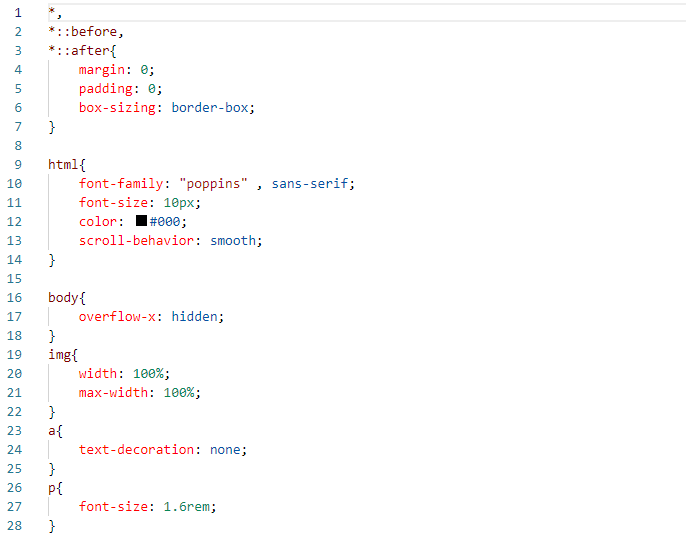 1 *,
2 *::before,
3 *::after{
4     margin: 0;
5     padding: 0;
6     box-sizing: border-box;
7 }
8
9 html{
10     font-family: "poppins" , sans-serif;
11     font-size: 10px;
12     color: #000;
13     scroll-behavior: smooth;
14 }
15
16 body{
17     overflow-x: hidden;
18 }
19 img{
20     width: 100%;
21     max-width: 100%;
22 }
23 a{
24     text-decoration: none;
25 }
26 p{
27     font-size: 1.6rem;
28 }